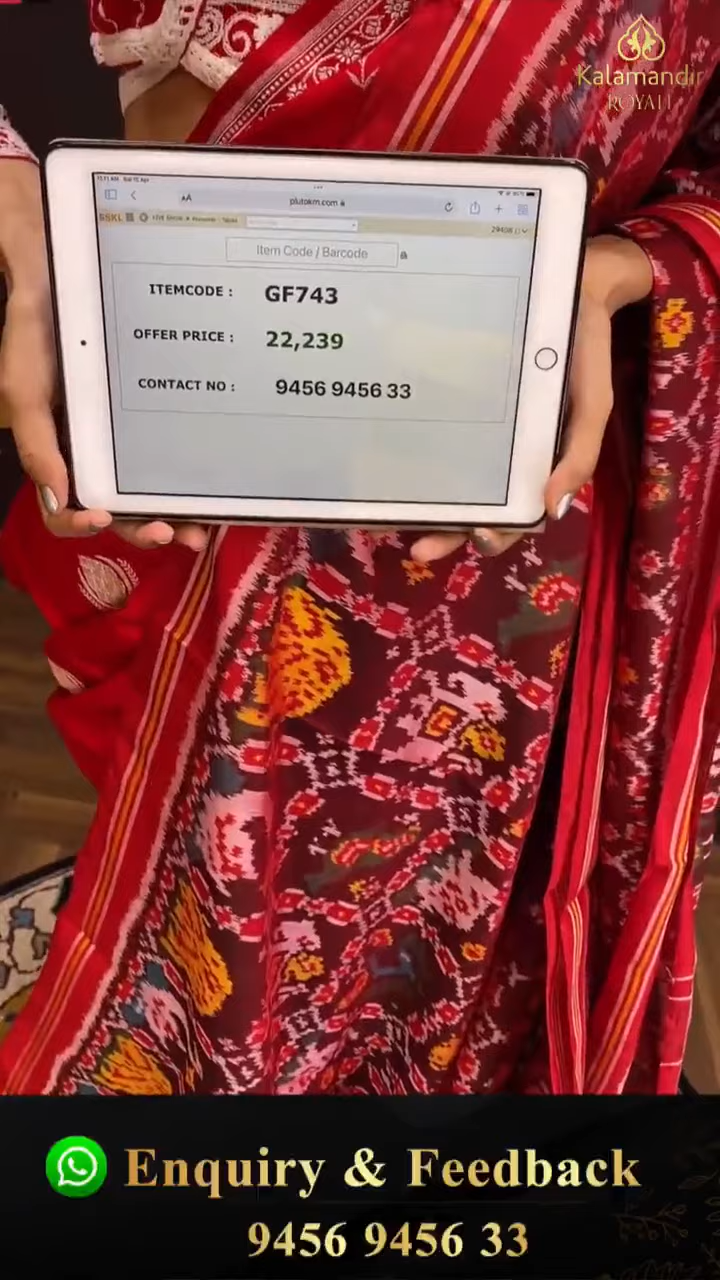 Kalamandir
ROYALE
plutokm.com
SSKL
Item Code / Barcode
ITEMCODE : GF743
OFFER PRICE : 22,239
CONTACT NO : 9456 9456 33
Enquiry & Feedback
9456 9456 33